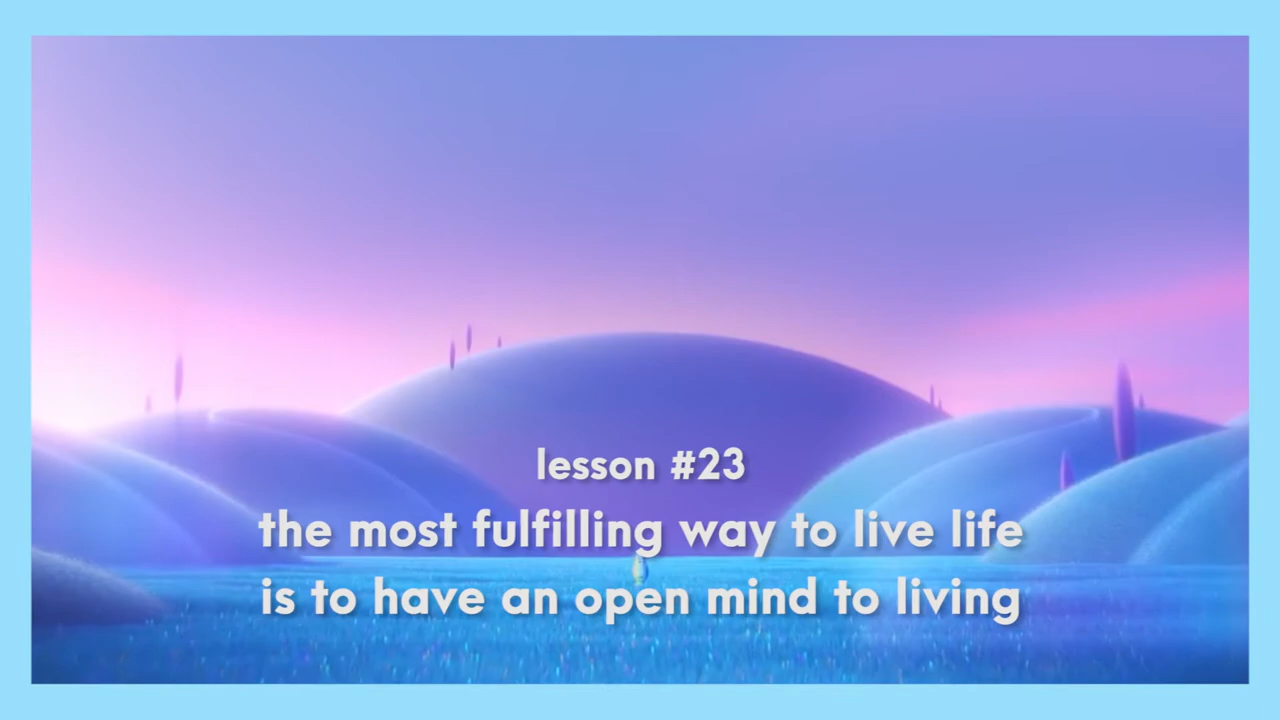 lesson #23
the most fulfilling way to live life
is to have an open mind to living